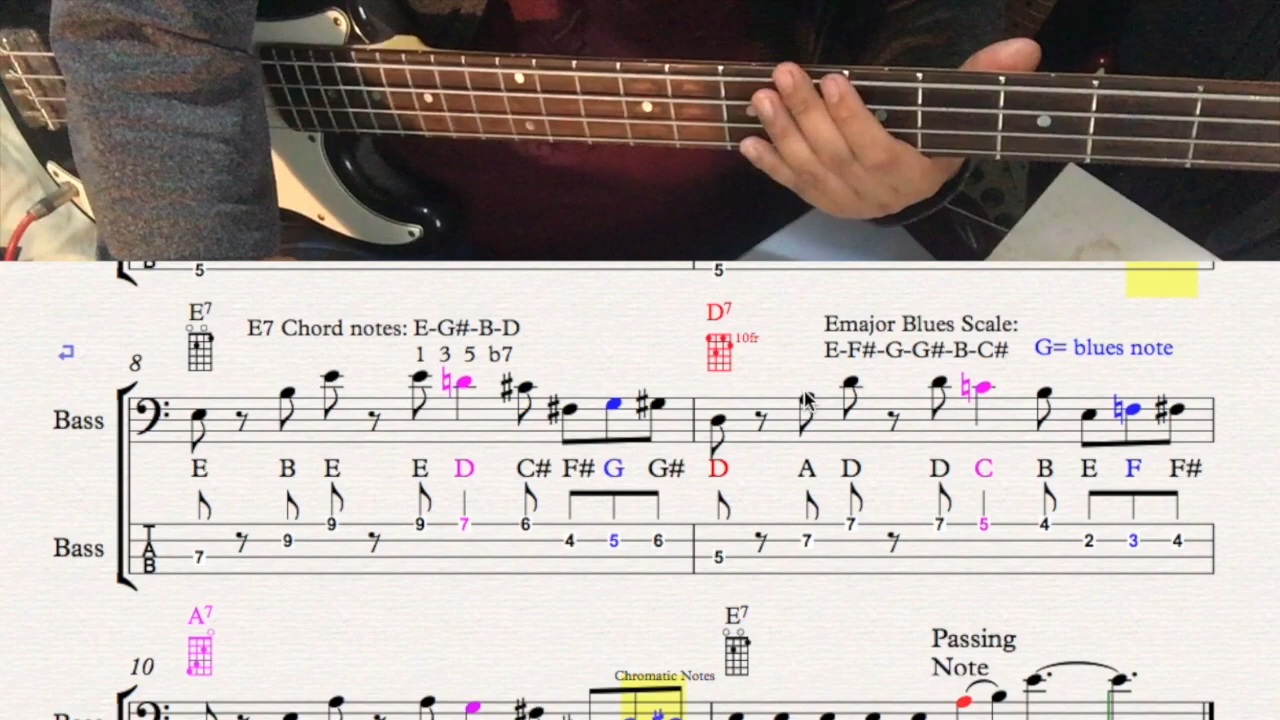 B 5 5
E7 D7
E7 Chord notes: E-G#-B-D
1 3 5 b7
10fr
Emajor Blues Scale:
E-F#-G-G#-B-C# G= blues note
8
Bass
E B E E D C# F# G G# D A D D C B E F F#
Bass T A B 7 9 9 9 7 6 4 5 6 5 7 7 7 5 4 2 3 4
A7 E7
10
Passing
Note
Chromatic Notes
Bass